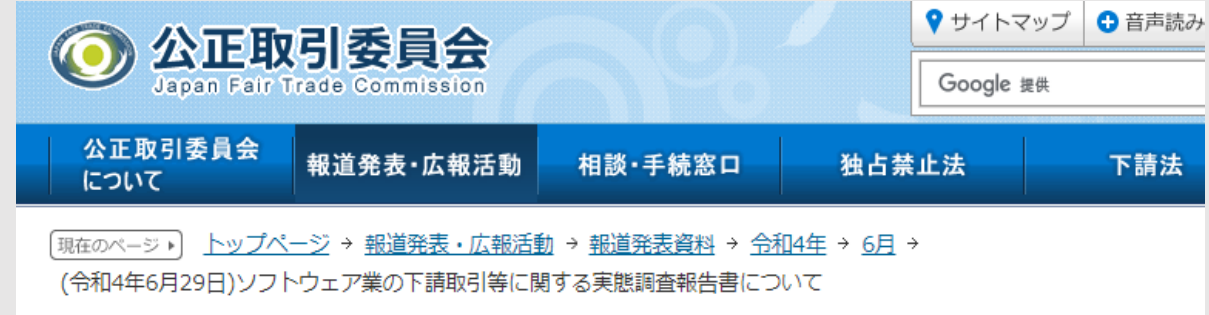 公正取引委員会
Japan Fair Trade Commission
サイトマップ
音声読み
Google 提供
公正取引委員会
について
報道発表・広報活動
相談・手続窓口
独占禁止法
下請法
現在のページ トップページ → 報道発表・広報活動 → 報道発表資料 → 令和4年 → 6月 →
(令和4年6月29日)ソフトウェア業の下請取引等に関する実態調査報告書について